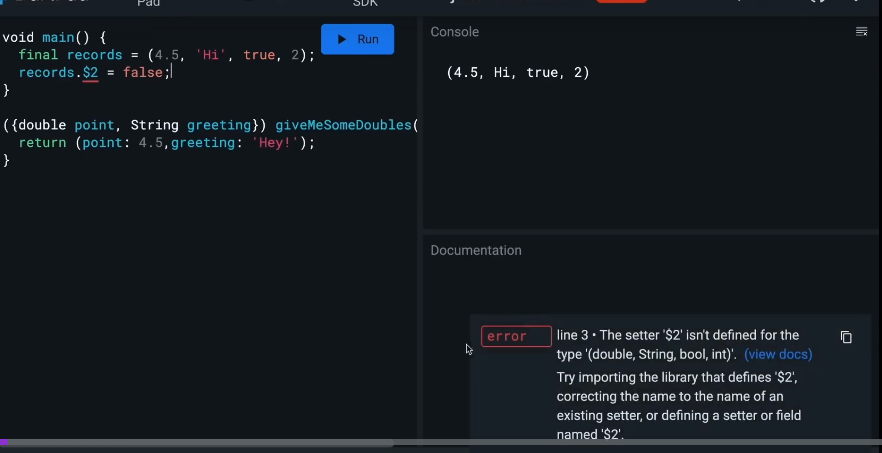 Pad
SDK
void main() {
final records = (4.5, 'Hi', true, 2);
records.$2 = false;
}
({double point, String greeting}) giveMeSomeDoubles(
return (point: 4.5,greeting: 'Hey!');
}
Run
Console
(4.5, Hi, true, 2)
Documentation
error
line 3 • The setter '$2' isn't defined for the
type '(double, String, bool, int)'. (view docs)
Try importing the library that defines '$2',
correcting the name to the name of an
existing setter, or defining a setter or field
named '$2'.